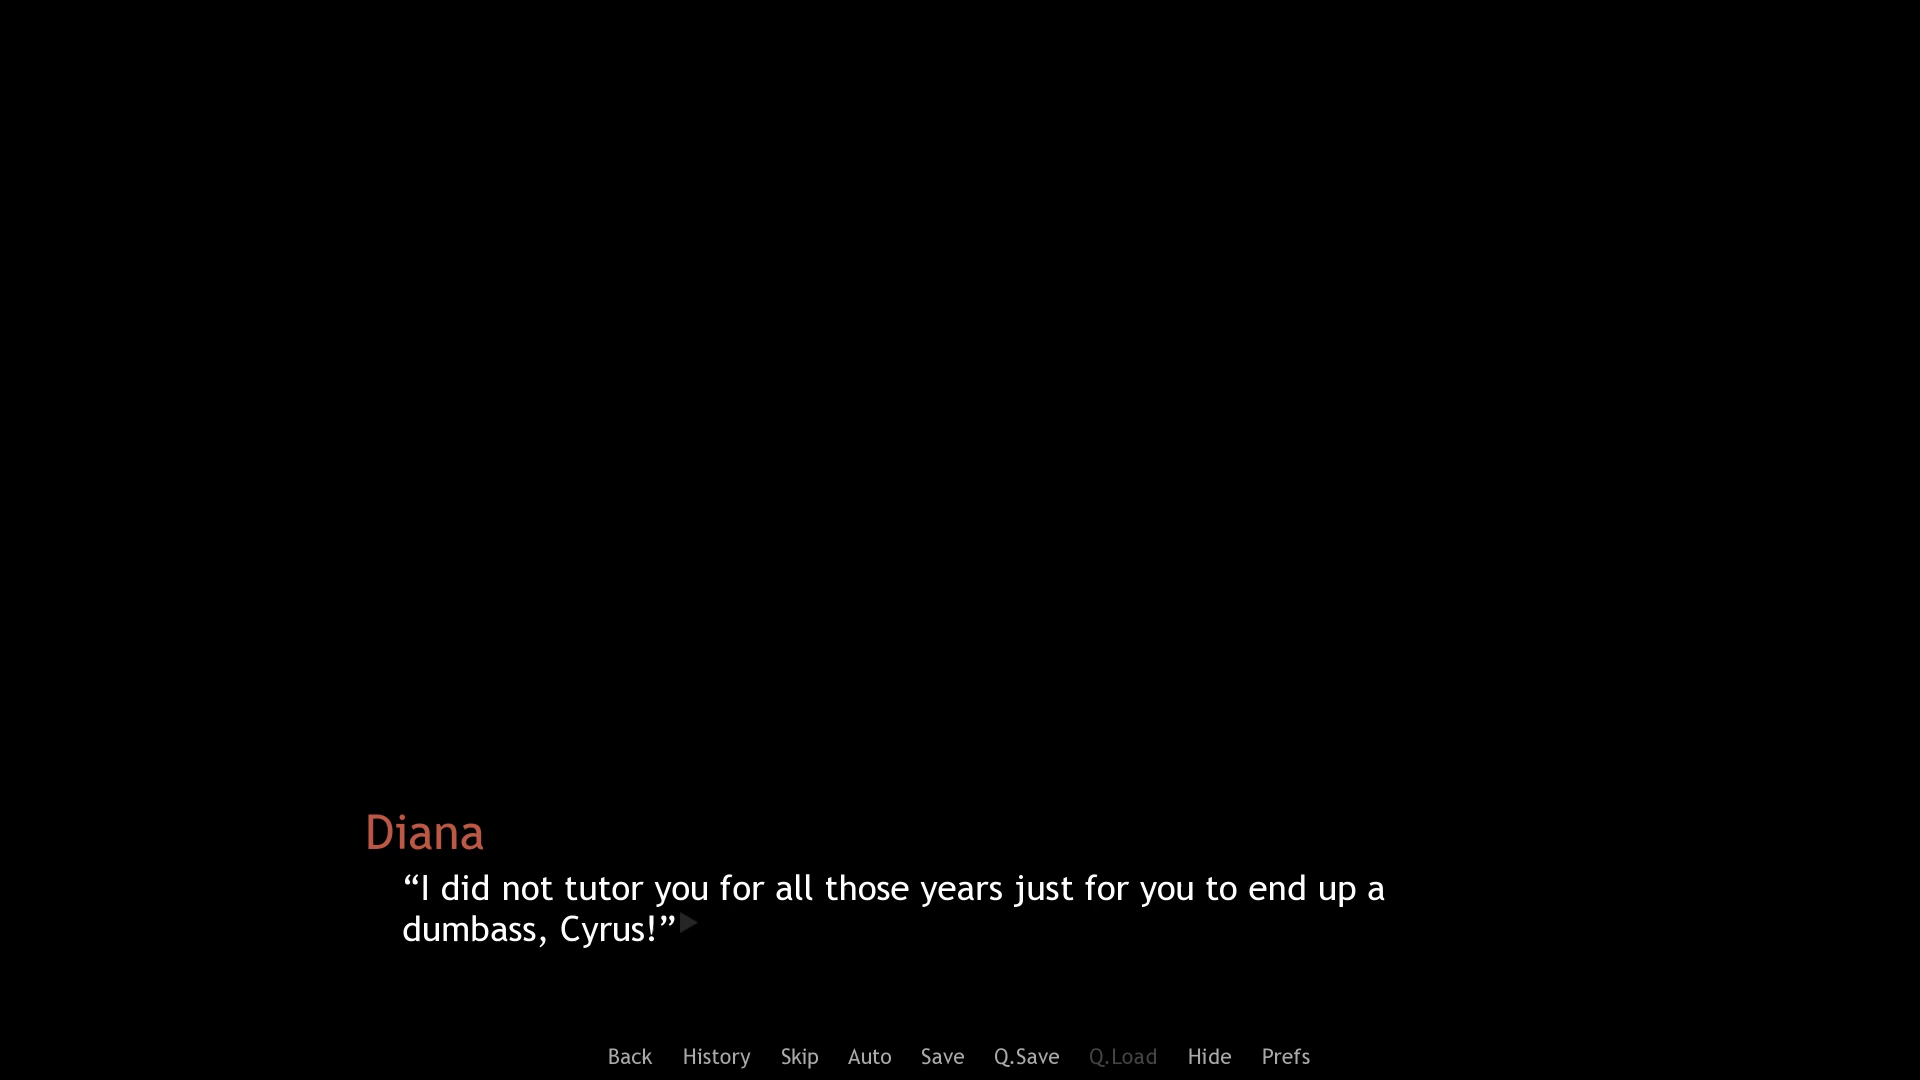 Diana
“I did not tutor you for all those years just for you to end up a
dumbass, Cyrus!”
Back History Skip Auto Save Q.Save Q.Load Hide Prefs